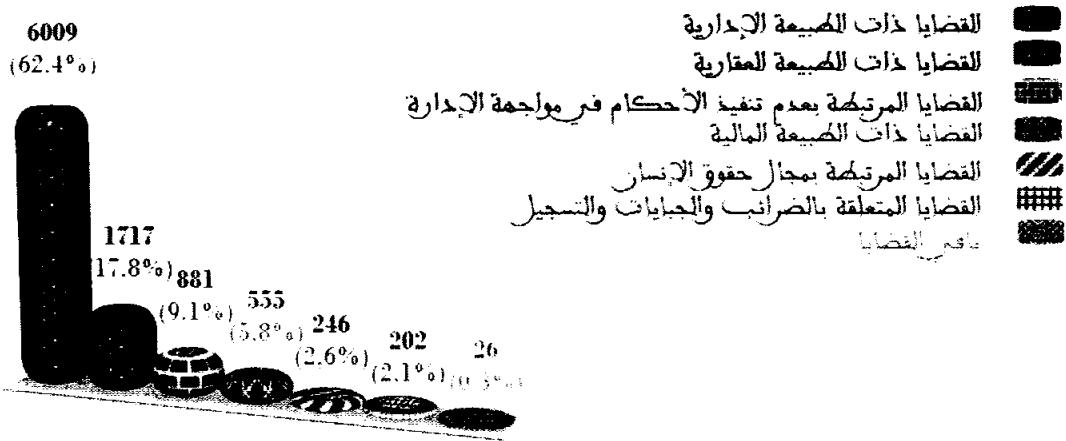 القضايا ذات الطبيعة الإدارية
القضايا ذات الطبيعة العقارية
القضايا المرتبطة بعدم تنفيذ الأحكام في مواجهة الإدارة
القضايا ذات الطبيعة المالية
القضايا المرتبطة بمجال حقوق الإنسان
القضايا المتعلقة بالضرائب والجبايات والتسجيل
باقي القضايا
6009
(62.4%)
1717
(17.8%)
881
(9.1%)
555
(5.8%)
246
(2.6%)
202
(2.1%)
26
(0.3%)